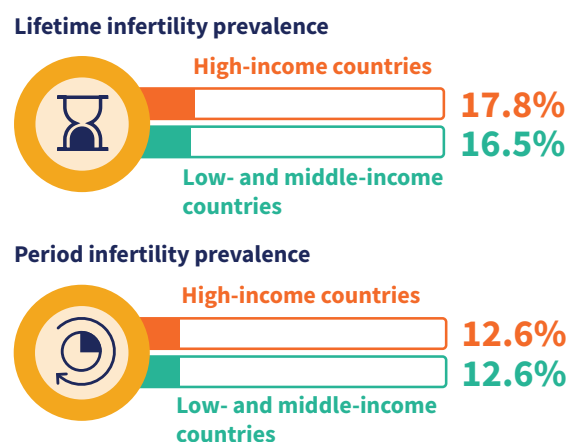 Lifetime infertility prevalence
High-income countries
17.8%
16.5%
Low- and middle-income
countries
Period infertility prevalence
High-income countries
12.6%
12.6%
Low- and middle-income
countries